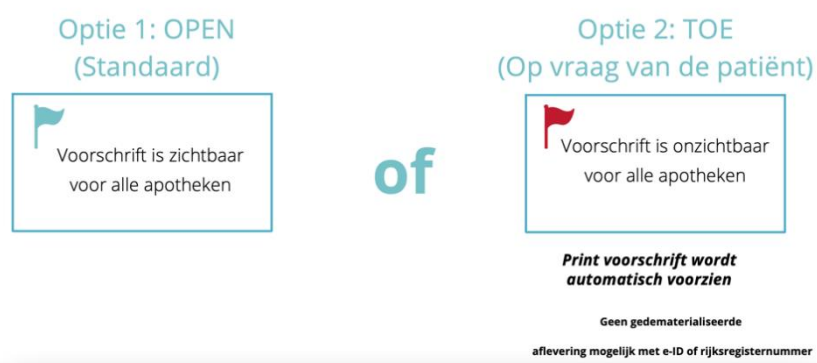 Optie 1: OPEN
(Standaard)
Voorschrift is zichtbaar
voor alle apotheken
of
Optie 2: TOE
(Op vraag van de patiënt)
Voorschrift is onzichtbaar
voor alle apotheken
Print voorschrift wordt
automatisch voorzien
Geen gedematerialiseerde
aflevering mogelijk met e-ID of rijksregisternummer